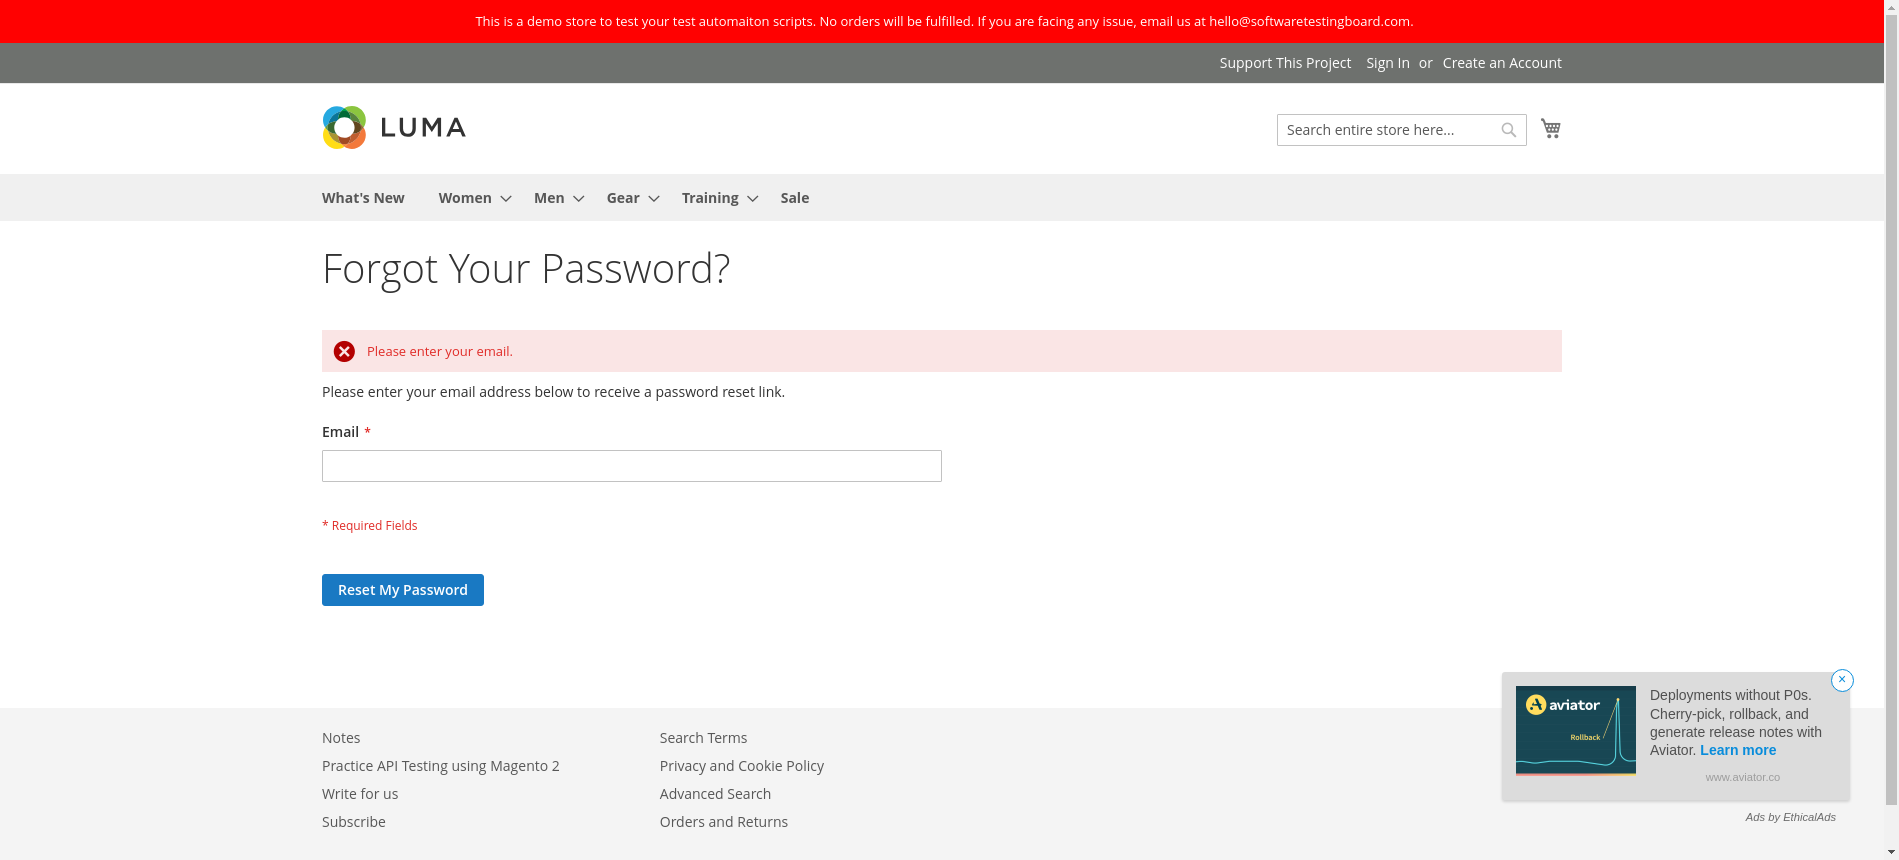 This is a demo store to test your test automaiton scripts. No orders will be fulfilled. If you are facing any issue, email us at hello@softwaretestingboard.com.
Support This Project Sign In or Create an Account
LUMA
Search entire store here...
What's New Women Men Gear Training Sale
Forgot Your Password?
Please enter your email.
Please enter your email address below to receive a password reset link.
Email *
* Required Fields
Reset My Password
Notes
Practice API Testing using Magento 2
Write for us
Subscribe
Search Terms
Privacy and Cookie Policy
Advanced Search
Orders and Returns
aviator
Rollback
Deployments without P0s.
Cherry-pick, rollback, and
generate release notes with
Aviator. Learn more
www.aviator.co
Ads by EthicalAds